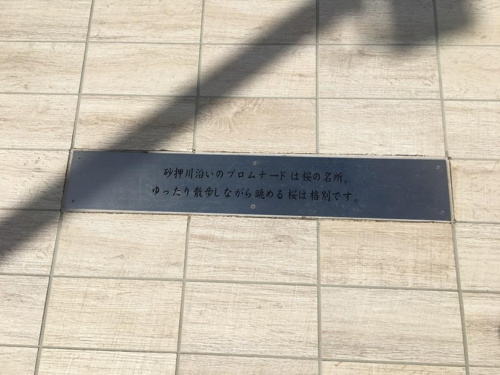 砂押川沿いのプロムナードは桜の名所。
ゆったり散歩しながら眺める桜は格別です。